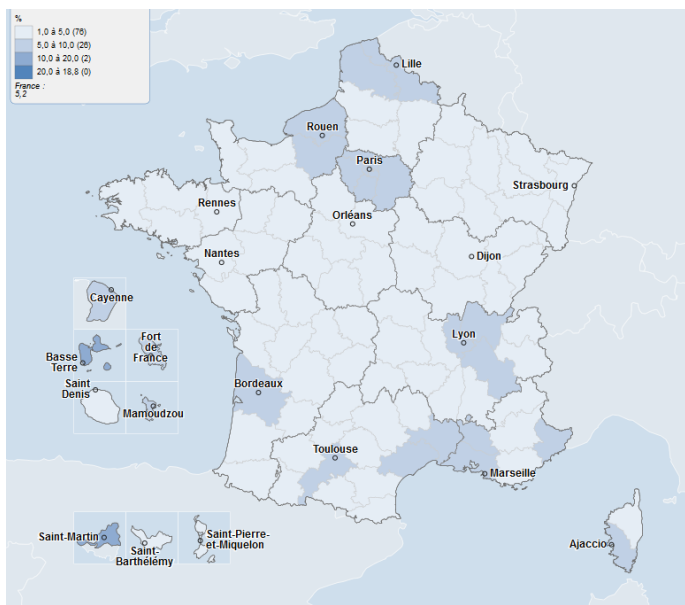 %
1,0 à 5,0 (76)
5,0 à 10,0 (26)
10,0 à 20,0 (2)
20,0 à 18,8 (0)
France :
5,2
Lille
Rouen
Paris
Strasbourg
Rennes
Orléans
Nantes
Dijon
Cayenne
Lyon
Fort
de
France
Basse
Terre
Saint
Denis
Bordeaux
Mamoudzou
Toulouse
Marseille
Saint-Martin
Saint-
Barthélémy
Saint-Pierre-
et-Miquelon
Ajaccio